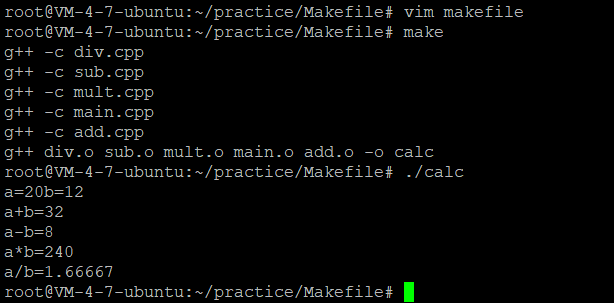 root@VM-4-7-ubuntu:~/practice/Makefile# vim makefile
root@VM-4-7-ubuntu:~/practice/Makefile# make
g++ -c div.cpp
g++ -c sub.cpp
g++ -c mult.cpp
g++ -c main.cpp
g++ -c add.cpp
g++ div.o sub.o mult.o main.o add.o -o calc
root@VM-4-7-ubuntu:~/practice/Makefile# ./calc
a=20b=12
a+b=32
a-b=8
a*b=240
a/b=1.66667
root@VM-4-7-ubuntu:~/practice/Makefile#